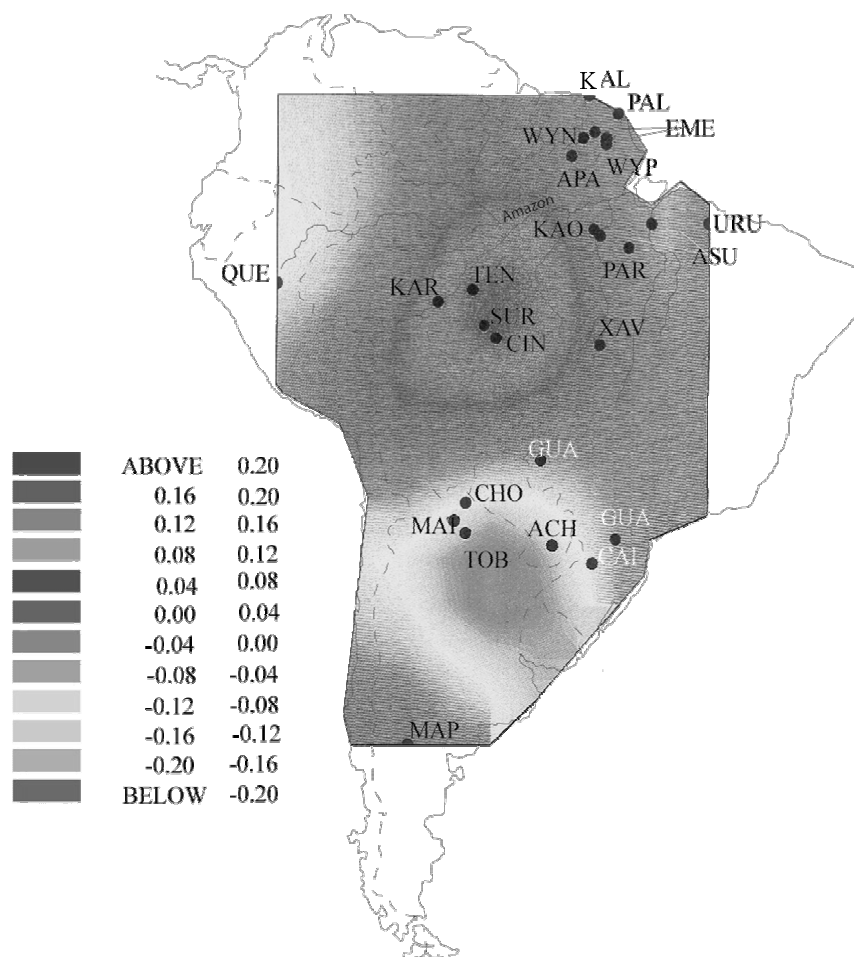 KAL
PAL
EME
WYN
WYP
APA
Amazon
KAO
URU
PAR
ASU
QUE
TEN
KAR
SUR
CIN
XAV
GUA
CHO
MAT
ACH
GUA
TOB
CAI
MAP
ABOVE 0.20
0.16 0.20
0.12 0.16
0.08 0.12
0.04 0.08
0.00 0.04
-0.04 0.00
-0.08 -0.04
-0.12 -0.08
-0.16 -0.12
-0.20 -0.16
BELOW -0.20